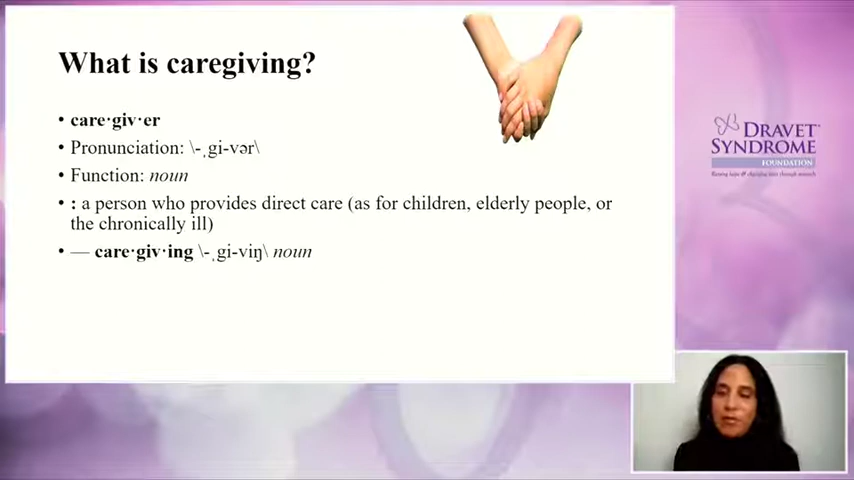 What is caregiving?
• care·giv·er
• Pronunciation: \-ˌgi-vər\
• Function: noun
• : a person who provides direct care (as for children, elderly people, or
the chronically ill)
• — care·giv·ing \-ˌgi-viŋ\ noun
DRAVET
SYNDROME
FOUNDATION